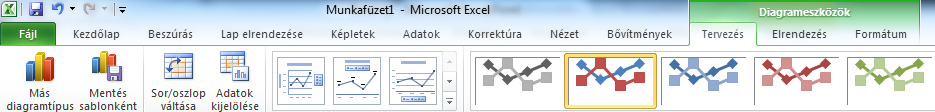 Munkafüzet1 - Microsoft Excel
Diagrameszközök
Fájl Kezdőlap Beszúrás Lap elrendezése Képletek Adatok Korrektúra Nézet Bővítmények Tervezés Elrendezés Formátum
Más diagramtípus
Mentés sablonként
Sor/oszlop váltása
Adatok kijelölése